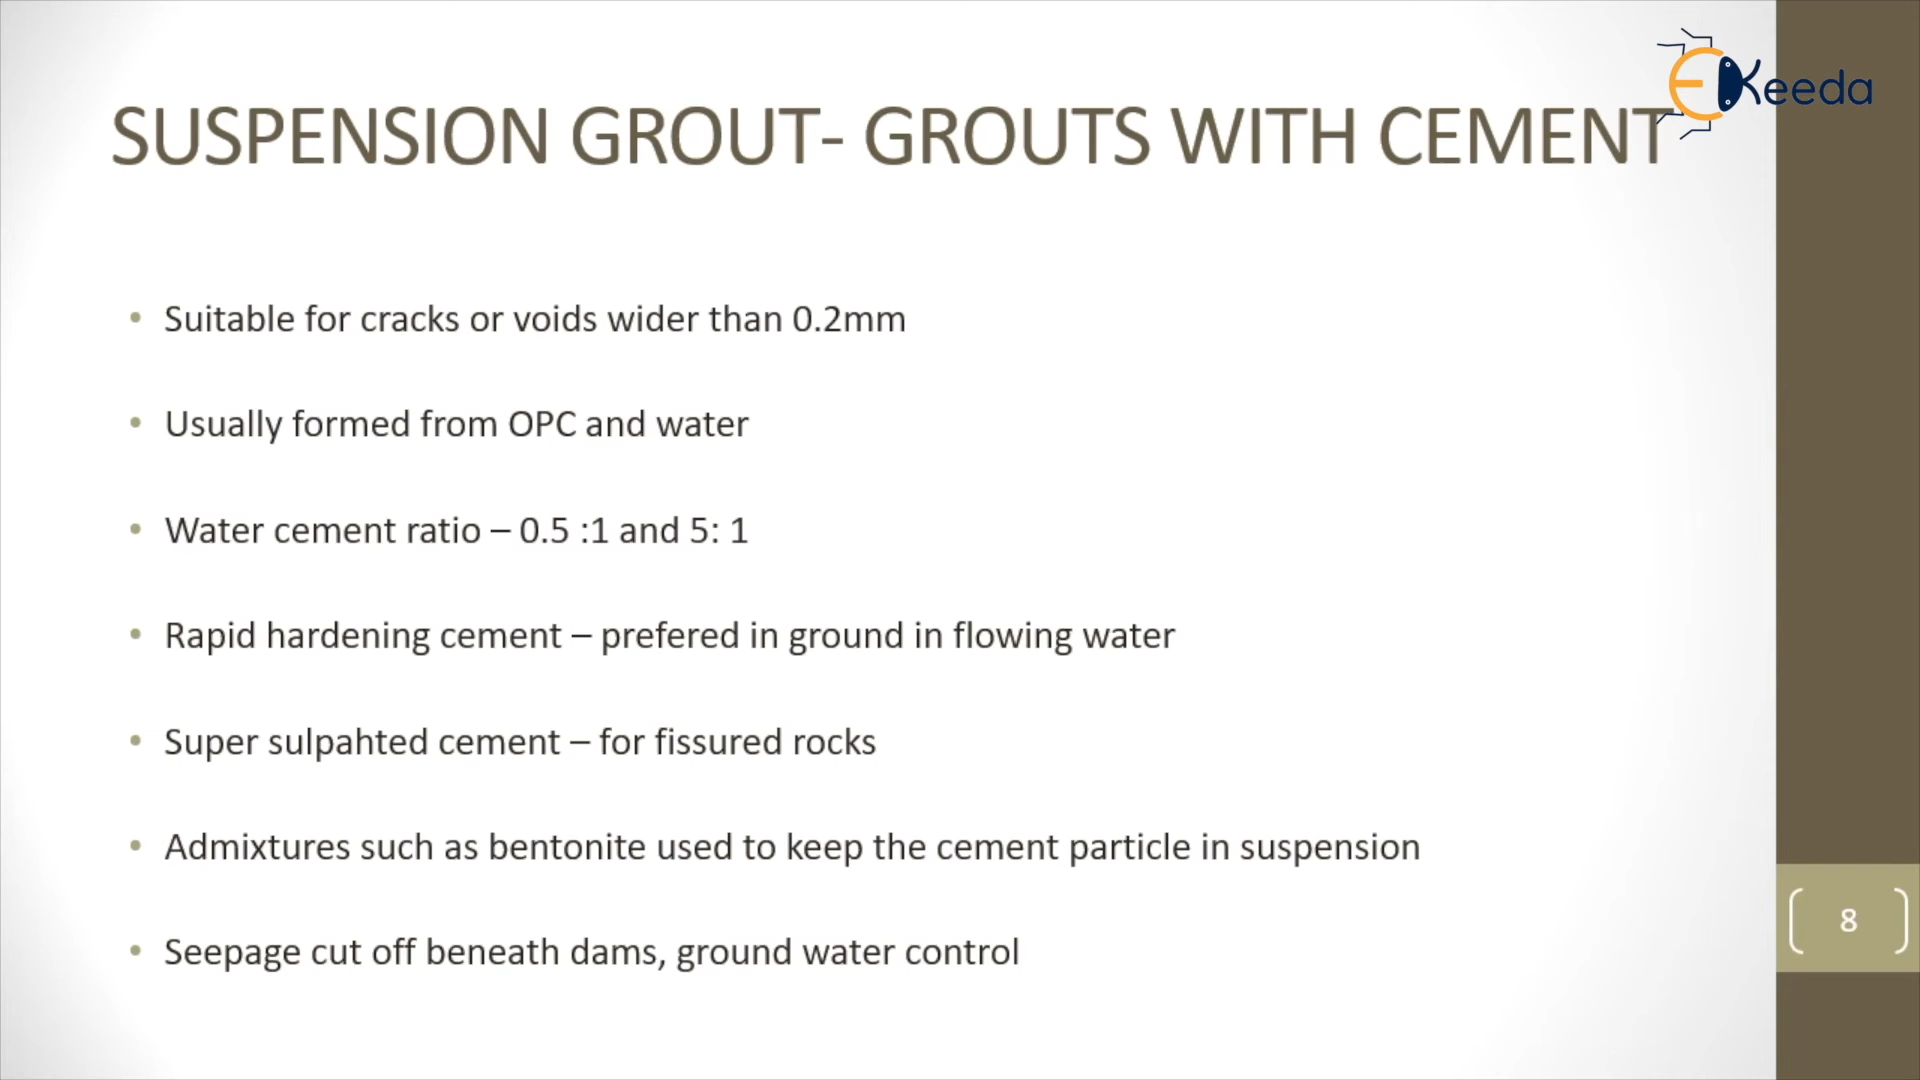 EKeeda
SUSPENSION GROUT- GROUTS WITH CEMENT
• Suitable for cracks or voids wider than 0.2mm
• Usually formed from OPC and water
• Water cement ratio – 0.5 :1 and 5: 1
• Rapid hardening cement – prefered in ground in flowing water
• Super sulpahted cement – for fissured rocks
• Admixtures such as bentonite used to keep the cement particle in suspension
• Seepage cut off beneath dams, ground water control
8